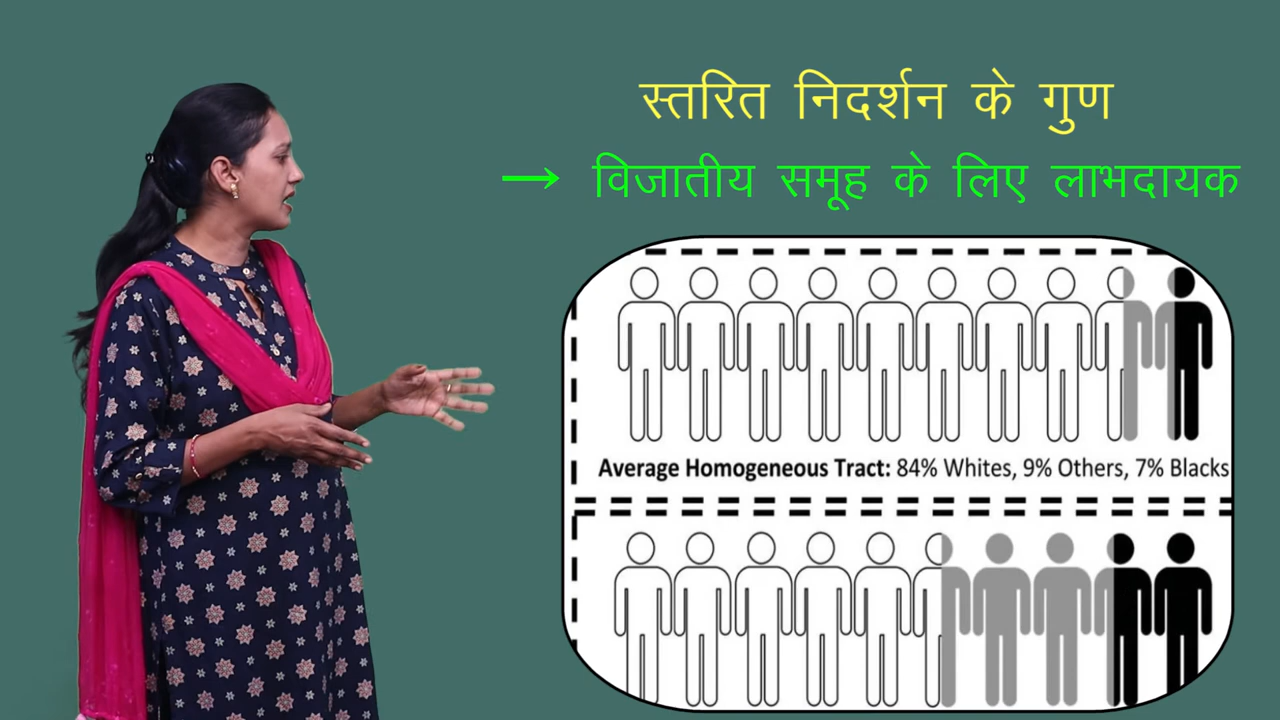 स्तरित निदर्शन के गुण
→ विजातीय समूह के लिए लाभदायक
Average Homogeneous Tract: 84% Whites, 9% Others, 7% Blacks